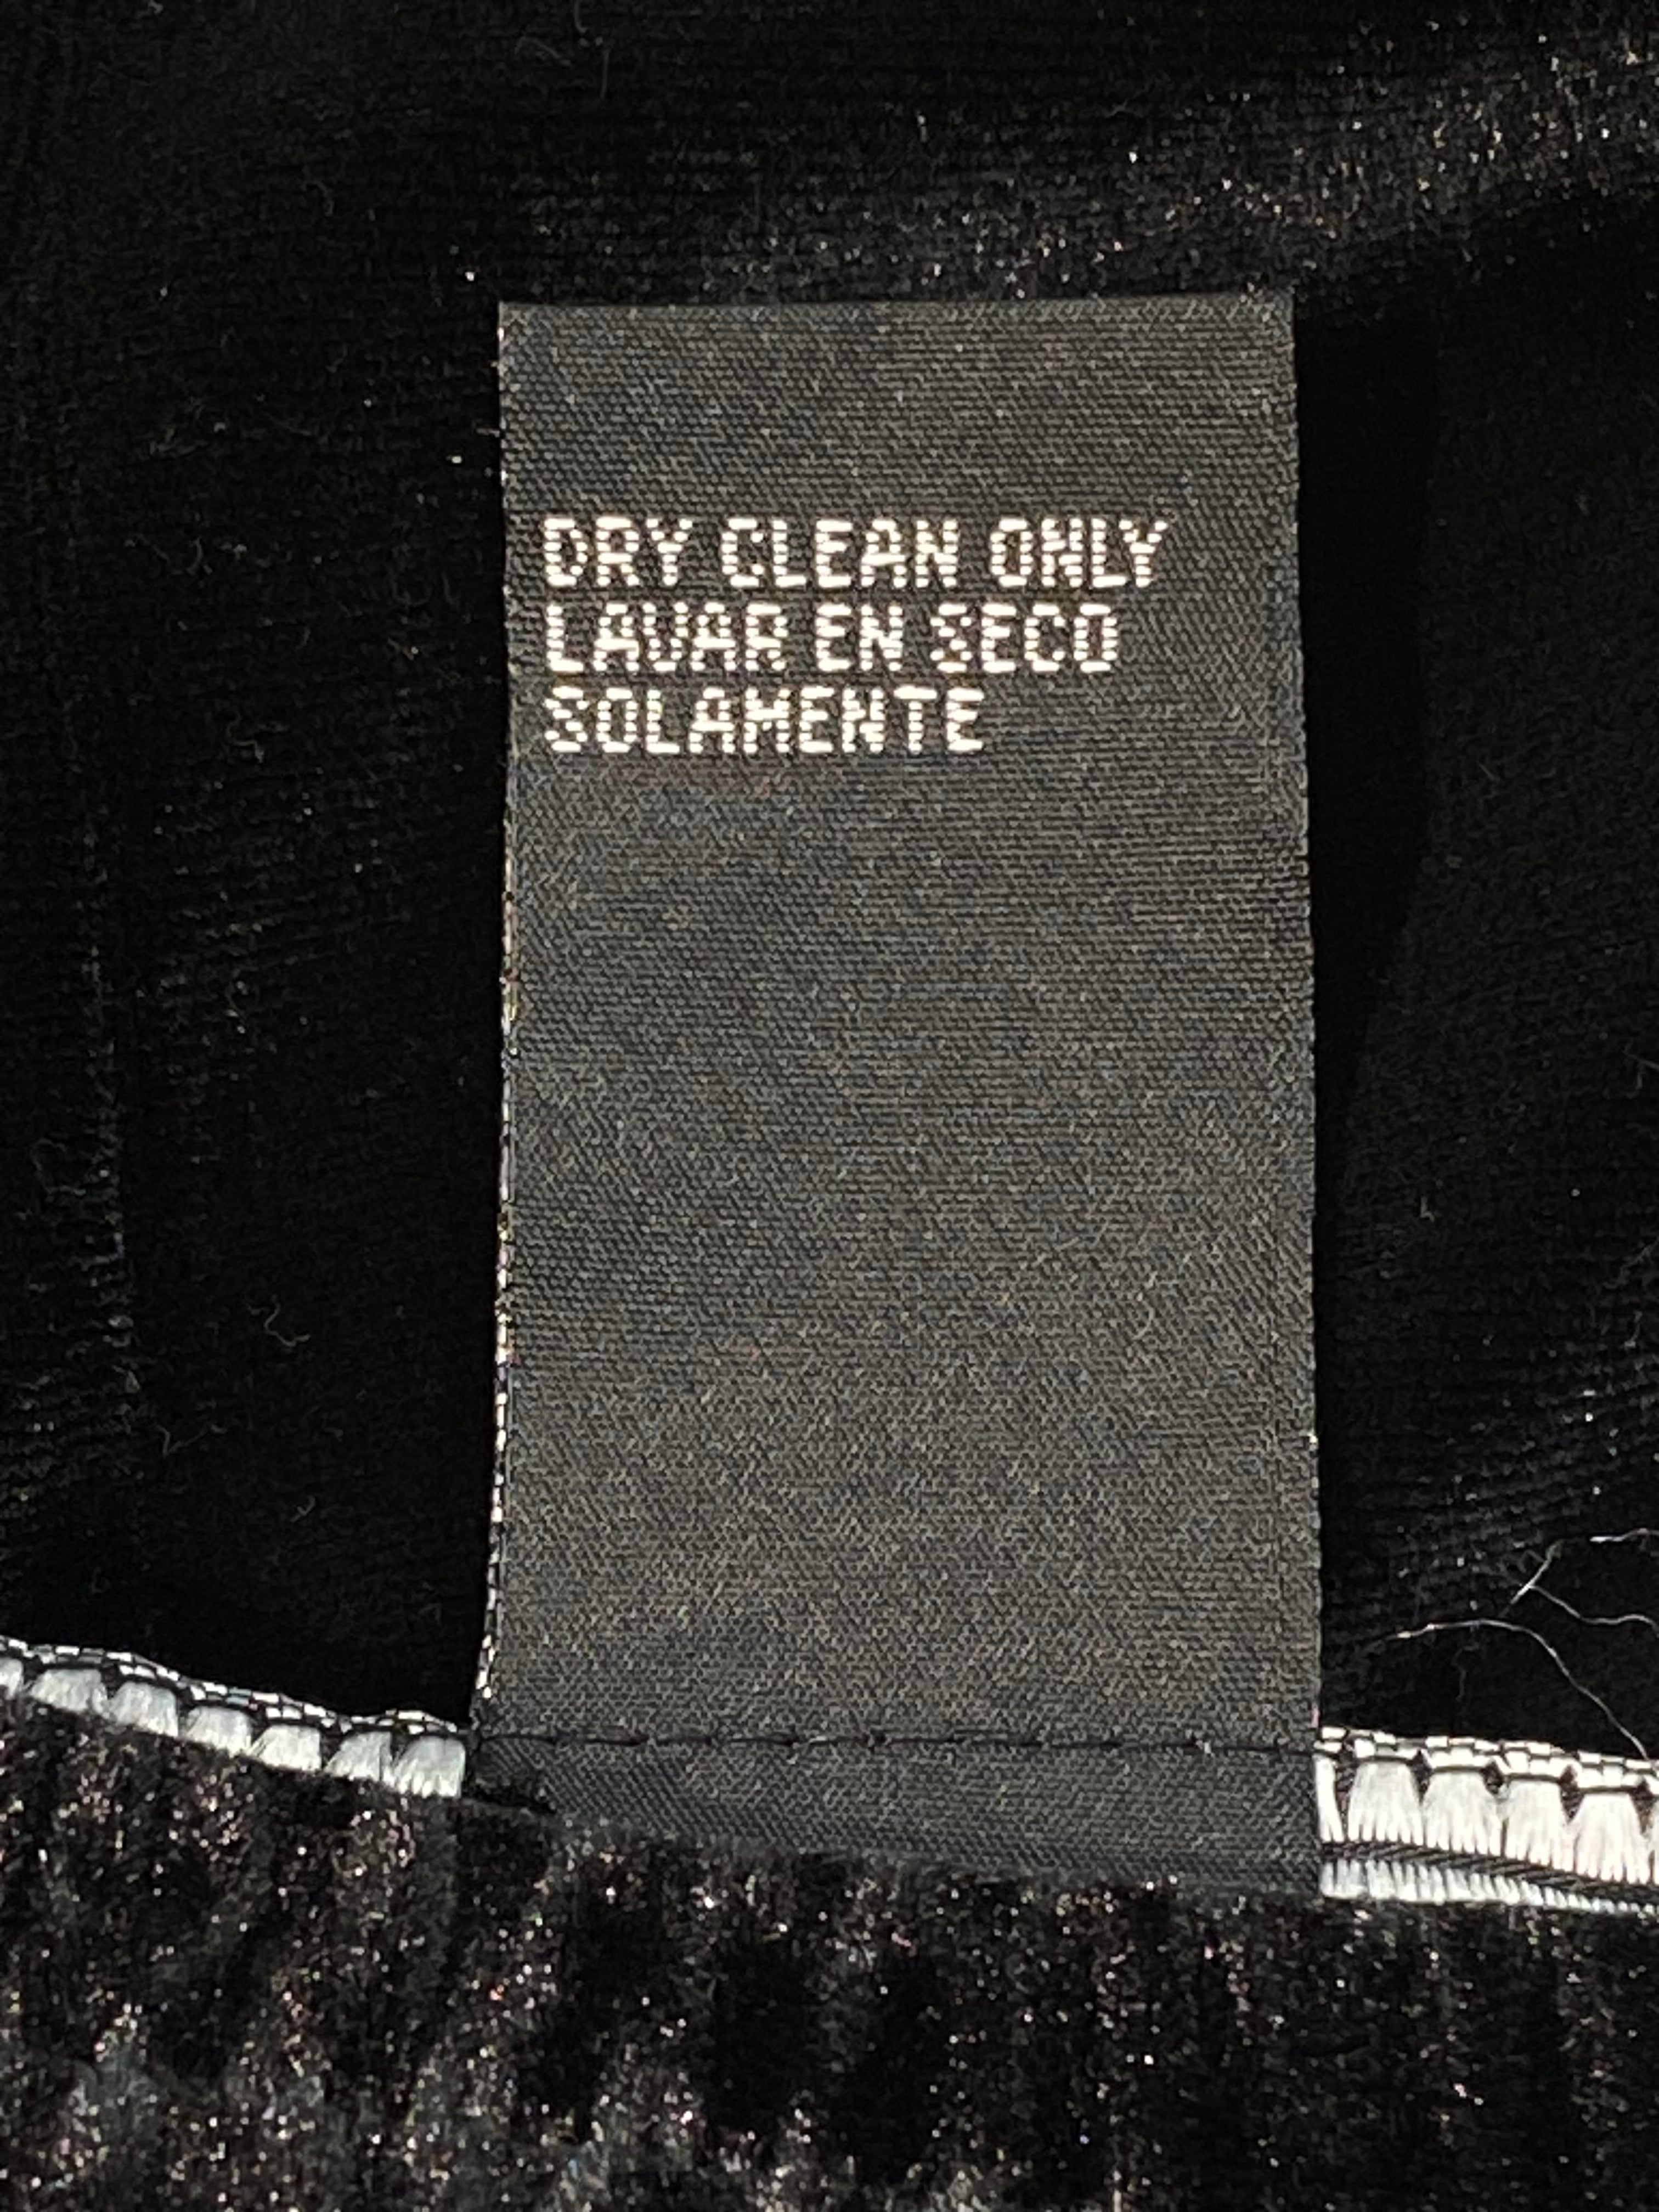 DRY CLEAN ONLY
LAVAR EN SECO
SOLAMENTE